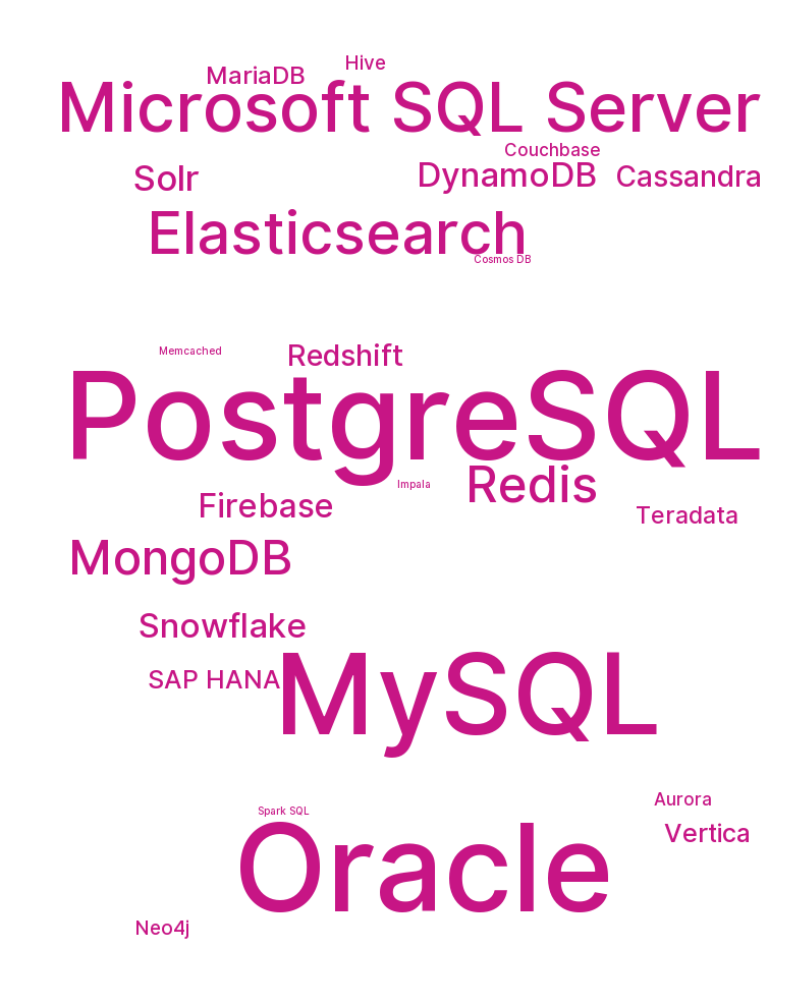 Hive
MariaDB
Microsoft SQL Server
Couchbase
Solr
DynamoDB
Cassandra
Elasticsearch
Cosmos DB
Memcached
Redshift
PostgreSQL
Impala
Redis
Firebase
Teradata
MongoDB
Snowflake
SAP HANA
MySQL
Aurora
Spark SQL
Vertica
Oracle
Neo4j